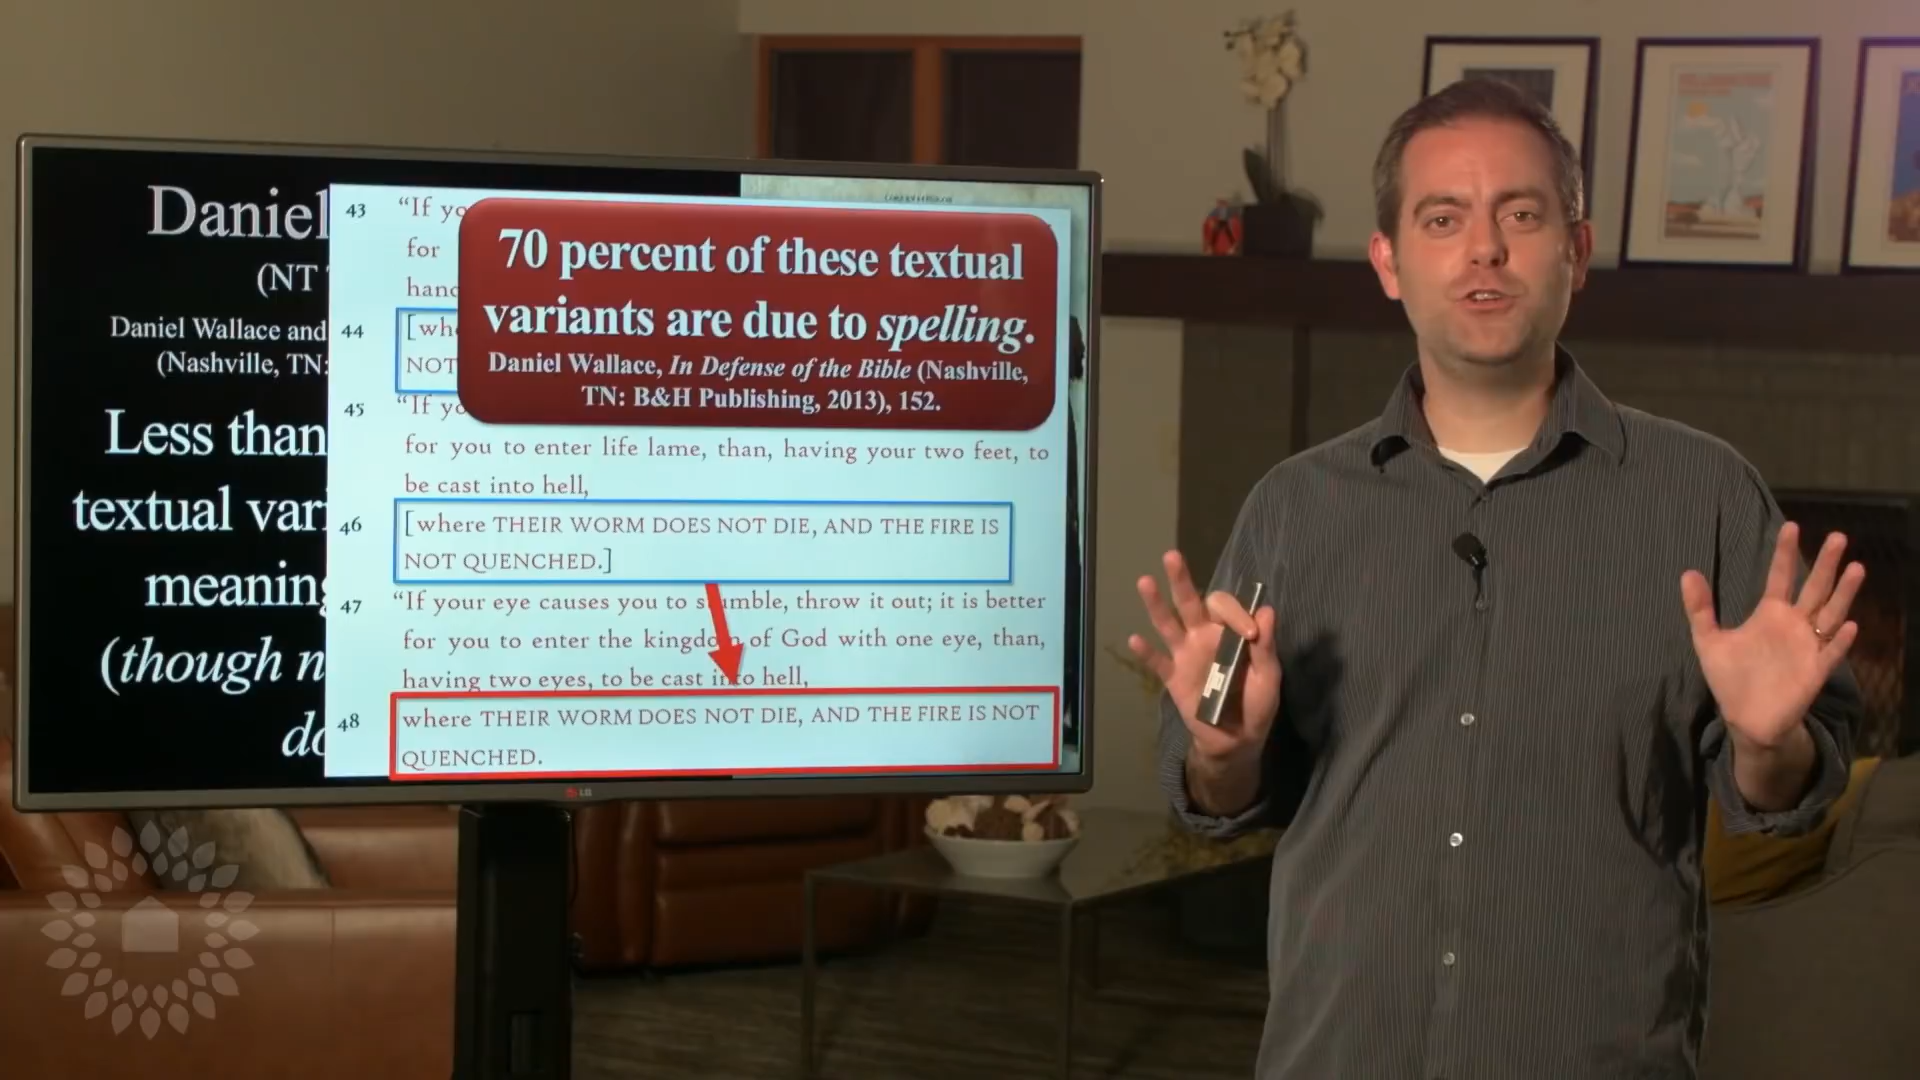 Daniel
(NT
Daniel Wallace and
(Nashville, TN:
Less than
textual var
meaning
(though n
do
43 “If yo
for
hand
44 [wh
NOT
45 “If yo
for you to enter life lame, than, having your two feet, to
be cast into hell,
46 [where THEIR WORM DOES NOT DIE, AND THE FIRE IS
NOT QUENCHED.]
47 “If your eye causes you to stumble, throw it out; it is better
for you to enter the kingdom of God with one eye, than,
having two eyes, to be cast into hell,
48 where THEIR WORM DOES NOT DIE, AND THE FIRE IS NOT
QUENCHED.
70 percent of these textual
variants are due to spelling.
Daniel Wallace, In Defense of the Bible (Nashville,
TN: B&H Publishing, 2013), 152.
LG